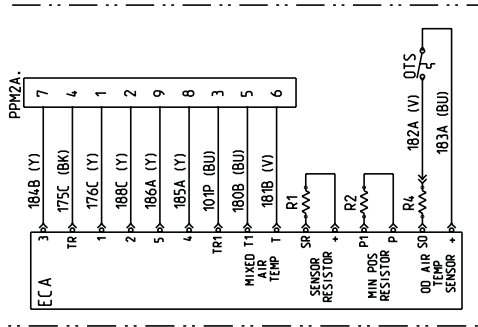 PPM2A.
7 4 1 2 9 8 3 5 6
184B (Y)
175C (BK)
176C (Y)
188C (Y)
186A (Y)
185A (Y)
101P (BU)
180B (BU)
181B (V)
OTS
182A (V)
183A (BU)
R1
R2
R4
3 TR 1 2 5 4 TR1 T1 T SR + P1 P SO +
ECA
MIXED
AIR
TEMP
SENSOR
RESISTOR
MIN POS
RESISTOR
OD AIR
TEMP
SENSOR